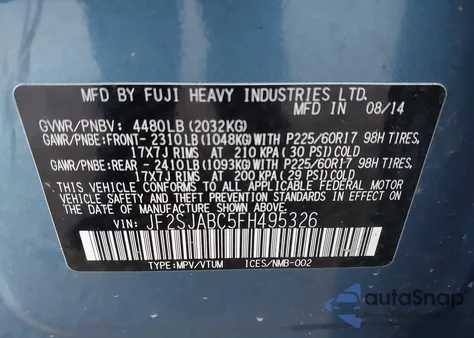 MFD BY FUJI HEAVY INDUSTRIES LTD.
IN 08/14
GVWR/PNBV: 4480LB (2032KG)
GAWR/PNBE:FRONT-2310LB(1048KG)WITH P225/60R17 98H TIRES,
17X7J RIMS AT 210 KPA (30 PSI)COLD
GAWR/PNBE:REAR -2410LB(1093KG)WITH P225/60R17 98H TIRES,
17X7J RIMS AT 200 KPA (29 PSI)COLD
THIS VEHICLE CONFORMS TO ALL APPLICABLE FEDERAL MOTOR
VEHICLE SAFETY, BUMPER, AND THEFT PREVENTION STANDARDS
IN EFFECT ON THE DATE OF MANUFACTURE SHOWN ABOVE.
VIN: JF2SJABC5FH495326
TYPE:MPV/VTUM ICES/NMB-002
autoSnap